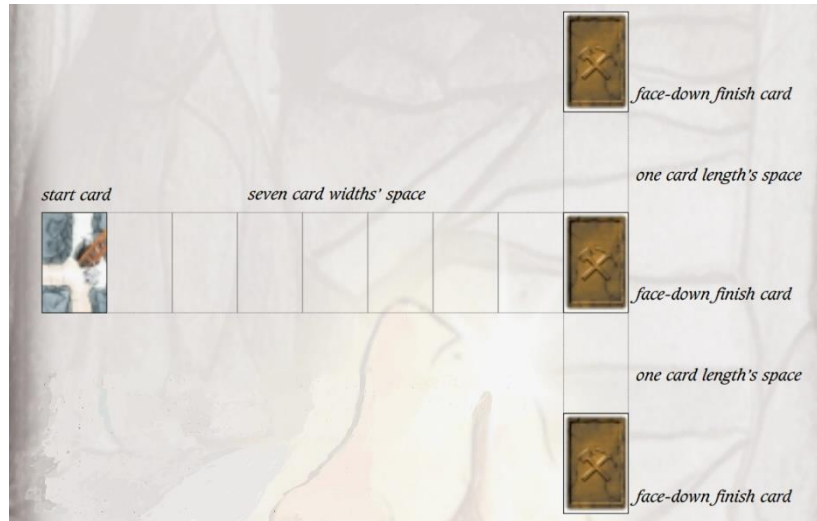 face-down finish card
one card length's space
start card
seven card widths' space
face-down finish card
one card length's space
face-down finish card